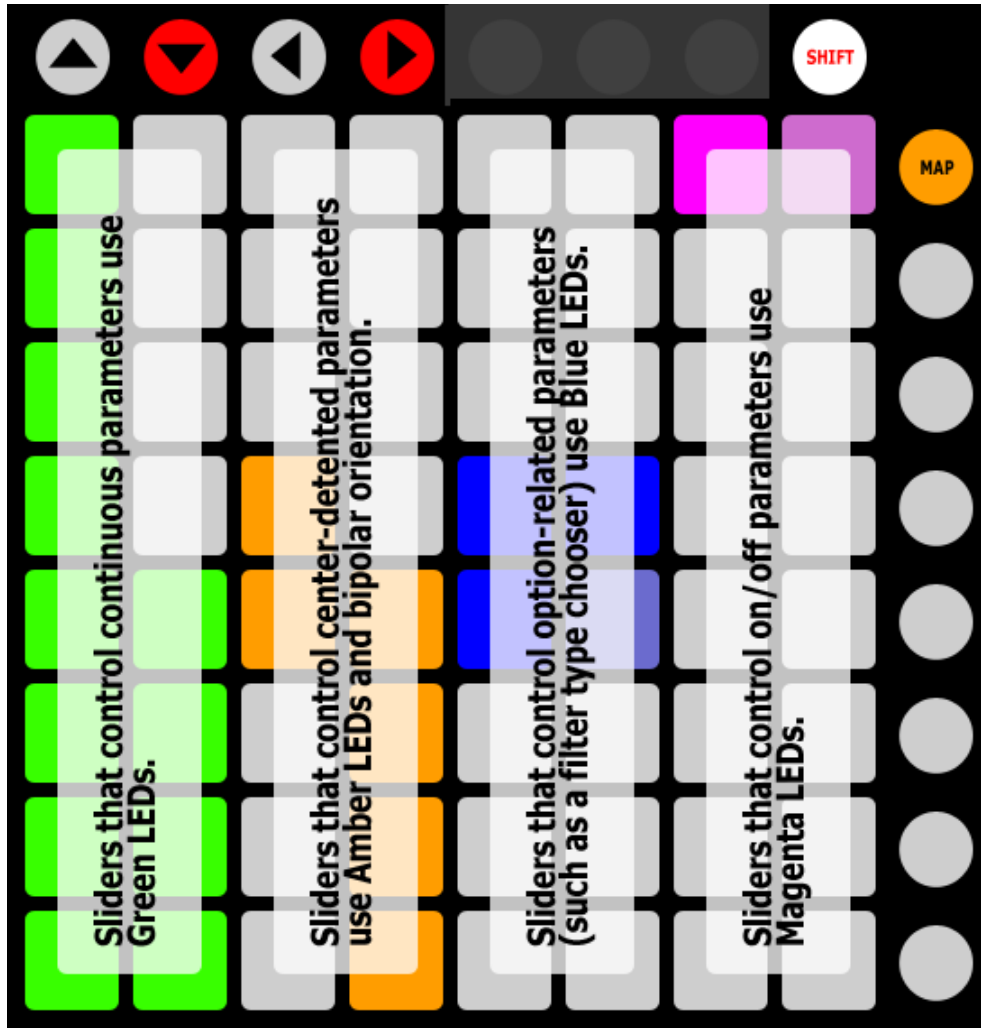 SHIFT
MAP
Sliders that control continuous parameters use
Green LEDs.
Sliders that control center-detented parameters
use Amber LEDs and bipolar orientation.
Sliders that control option-related parameters
(such as a filter type chooser) use Blue LEDs.
Sliders that control on/off parameters use
Magenta LEDs.